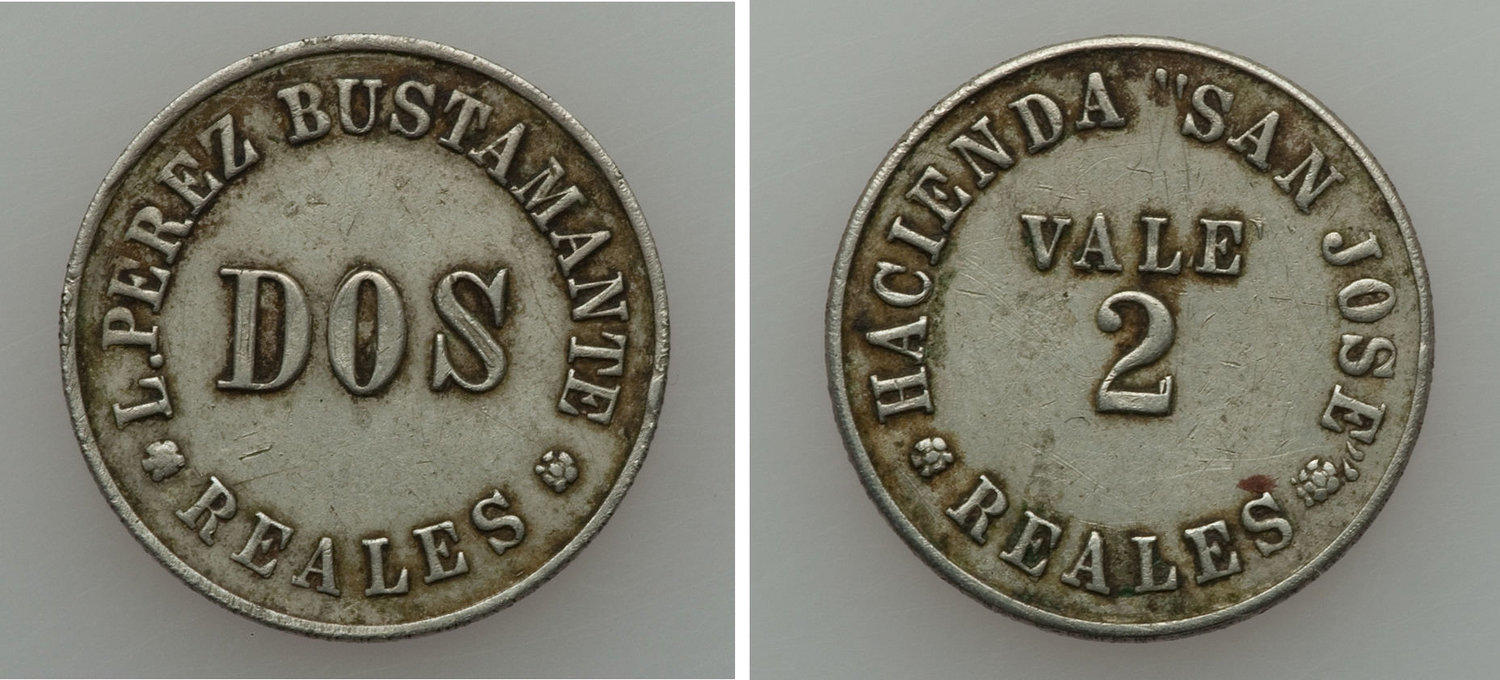 L. PEREZ BUSTAMANTE
DOS
REALES
HACIENDA "SAN JOSE"
VALE
2
REALES